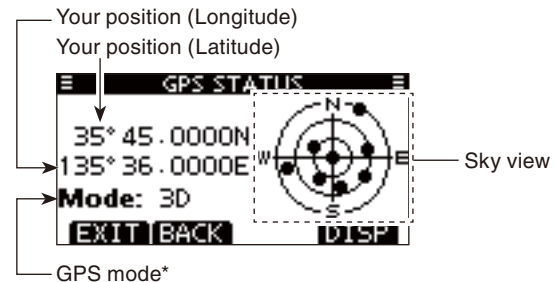 Your position (Longitude)
Your position (Latitude)
GPS STATUS
35° 45.0000N
135° 36.0000E
Mode: 3D
N
W
E
S
Sky view
EXIT BACK DISP
GPS mode*